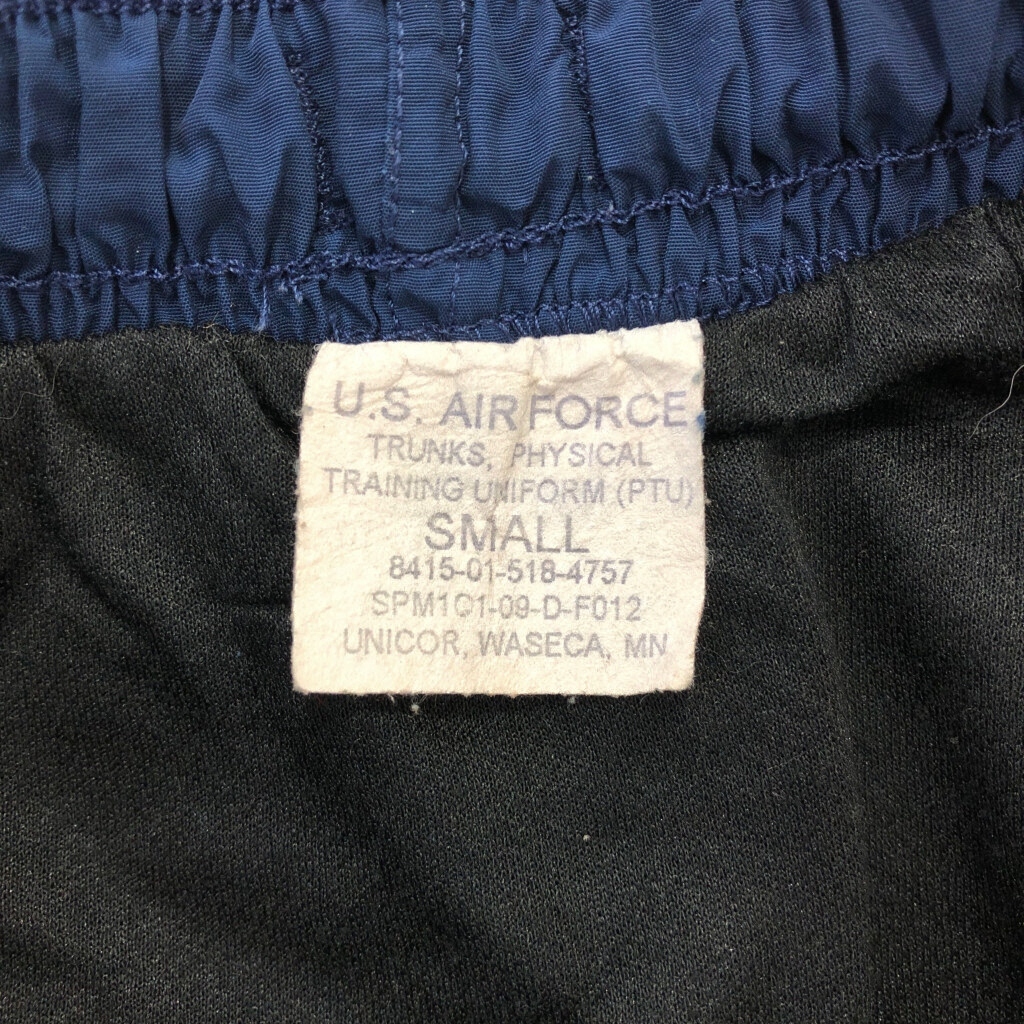 U.S. AIR FORCE
TRUNKS, PHYSICAL
TRAINING UNIFORM (PTU)
SMALL
8415-01-518-4757
SPM1C1-09-D-F012
UNICOR, WASECA, MN